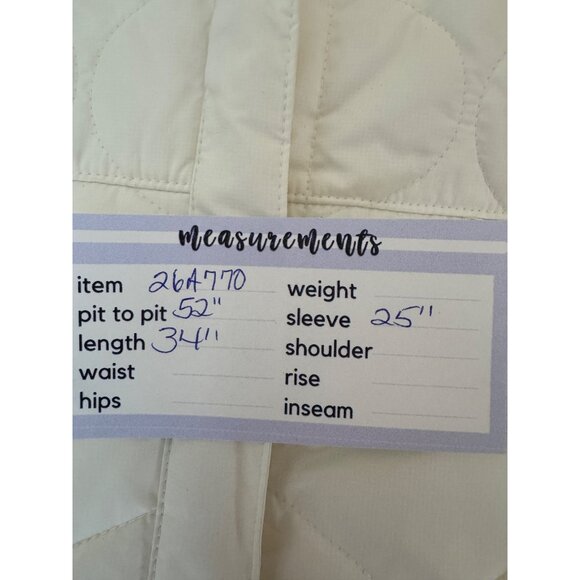 measurements
item 26A770
pit to pit 52"
length 34"
waist
hips
weight
sleeve 25"
shoulder
rise
inseam